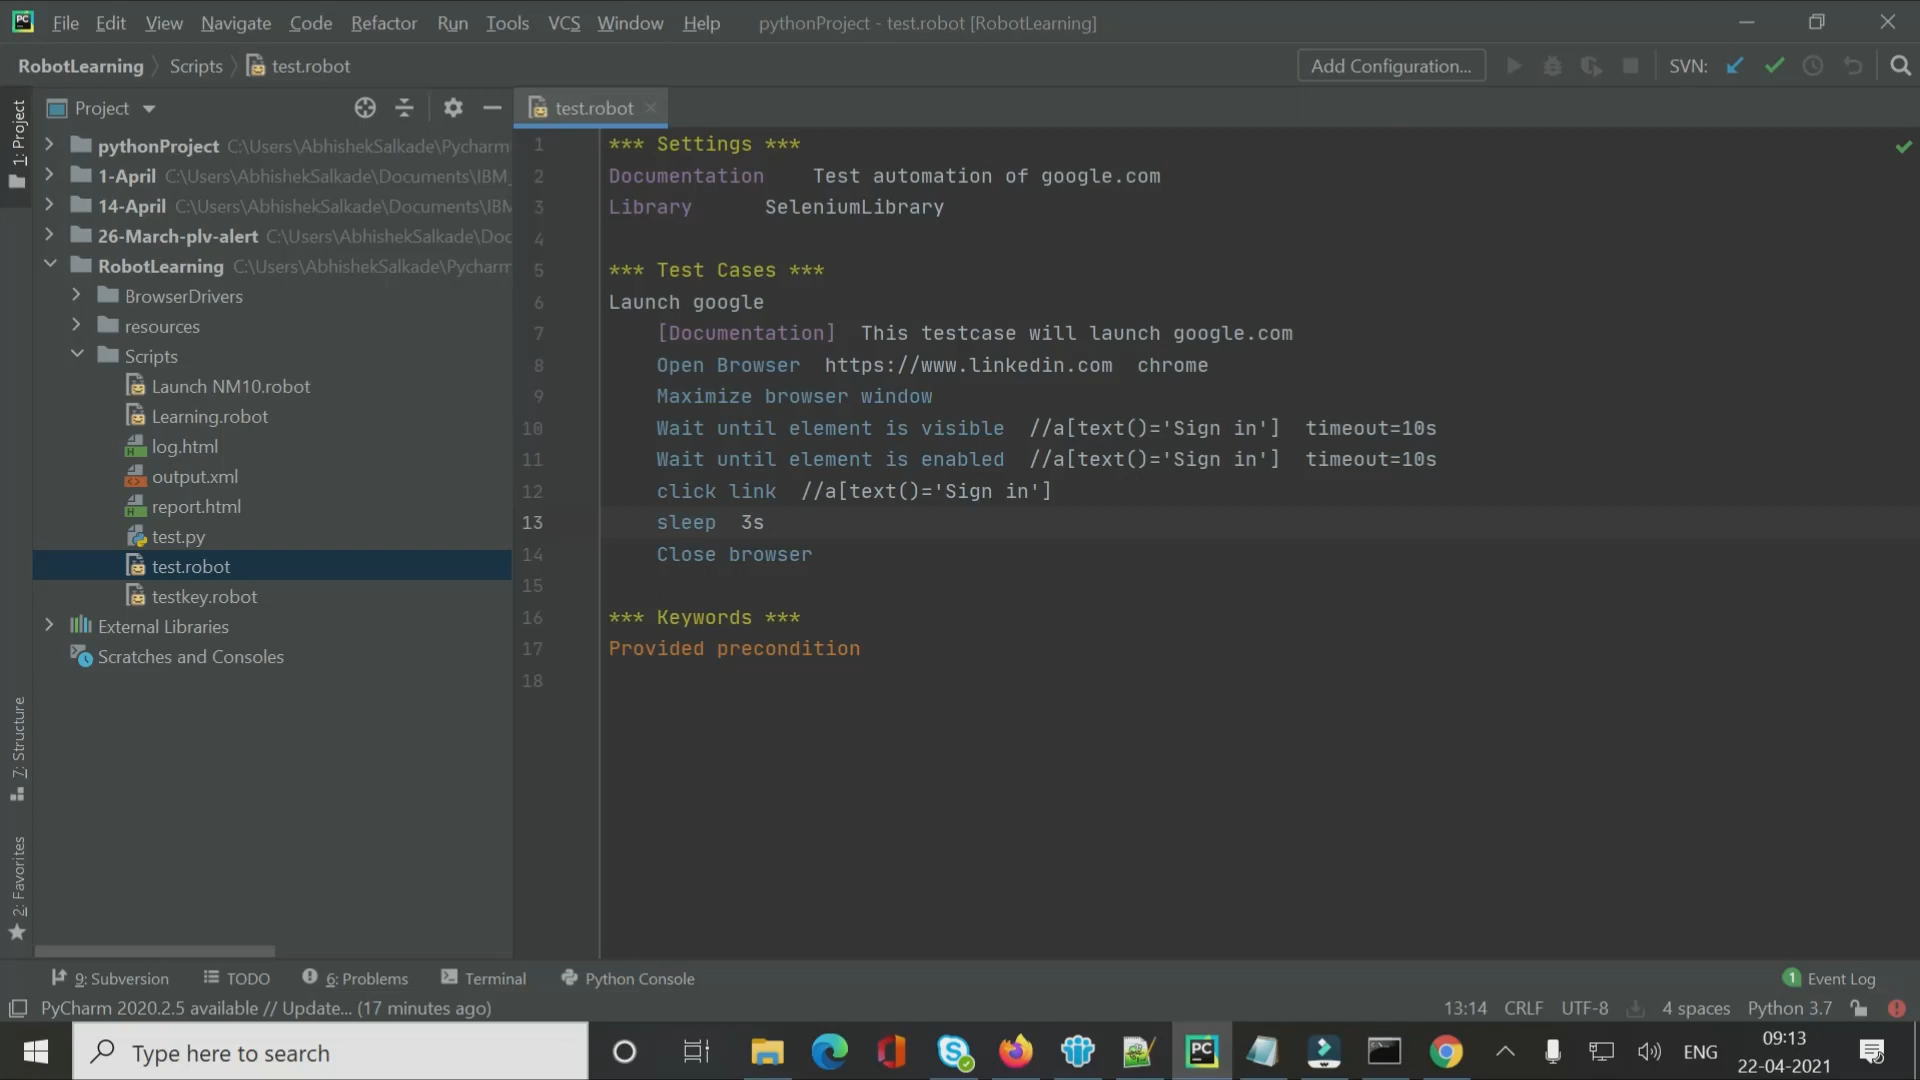 File Edit View Navigate Code Refactor Run Tools VCS Window Help pythonProject - test.robot [RobotLearning]
RobotLearning Scripts test.robot Add Configuration... SVN:
Project test.robot
1: Project
pythonProject C:\Users\AbhishekSalkade\Pycharm
1-April C:\Users\AbhishekSalkade\Documents\IBM_
14-April C:\Users\AbhishekSalkade\Documents\IBM
26-March-plv-alert C:\Users\AbhishekSalkade\Doc
RobotLearning C:\Users\AbhishekSalkade\Pycharm
BrowserDrivers
resources
Scripts
Launch NM10.robot
Learning.robot
log.html
output.xml
report.html
test.py
test.robot
testkey.robot
External Libraries
Scratches and Consoles
7: Structure
2: Favorites
1 *** Settings ***
2 Documentation Test automation of google.com
3 Library SeleniumLibrary
4
5 *** Test Cases ***
6 Launch google
7 [Documentation] This testcase will launch google.com
8 Open Browser https://www.linkedin.com chrome
9 Maximize browser window
10 Wait until element is visible //a[text()='Sign in'] timeout=10s
11 Wait until element is enabled //a[text()='Sign in'] timeout=10s
12 click link //a[text()='Sign in']
13 sleep 3s
14 Close browser
15
16 *** Keywords ***
17 Provided precondition
18
9: Subversion TODO 6: Problems Terminal Python Console 1 Event Log
PyCharm 2020.2.5 available // Update... (17 minutes ago) 13:14 CRLF UTF-8 4 spaces Python 3.7
Type here to search PC ENG 09:13
22-04-2021